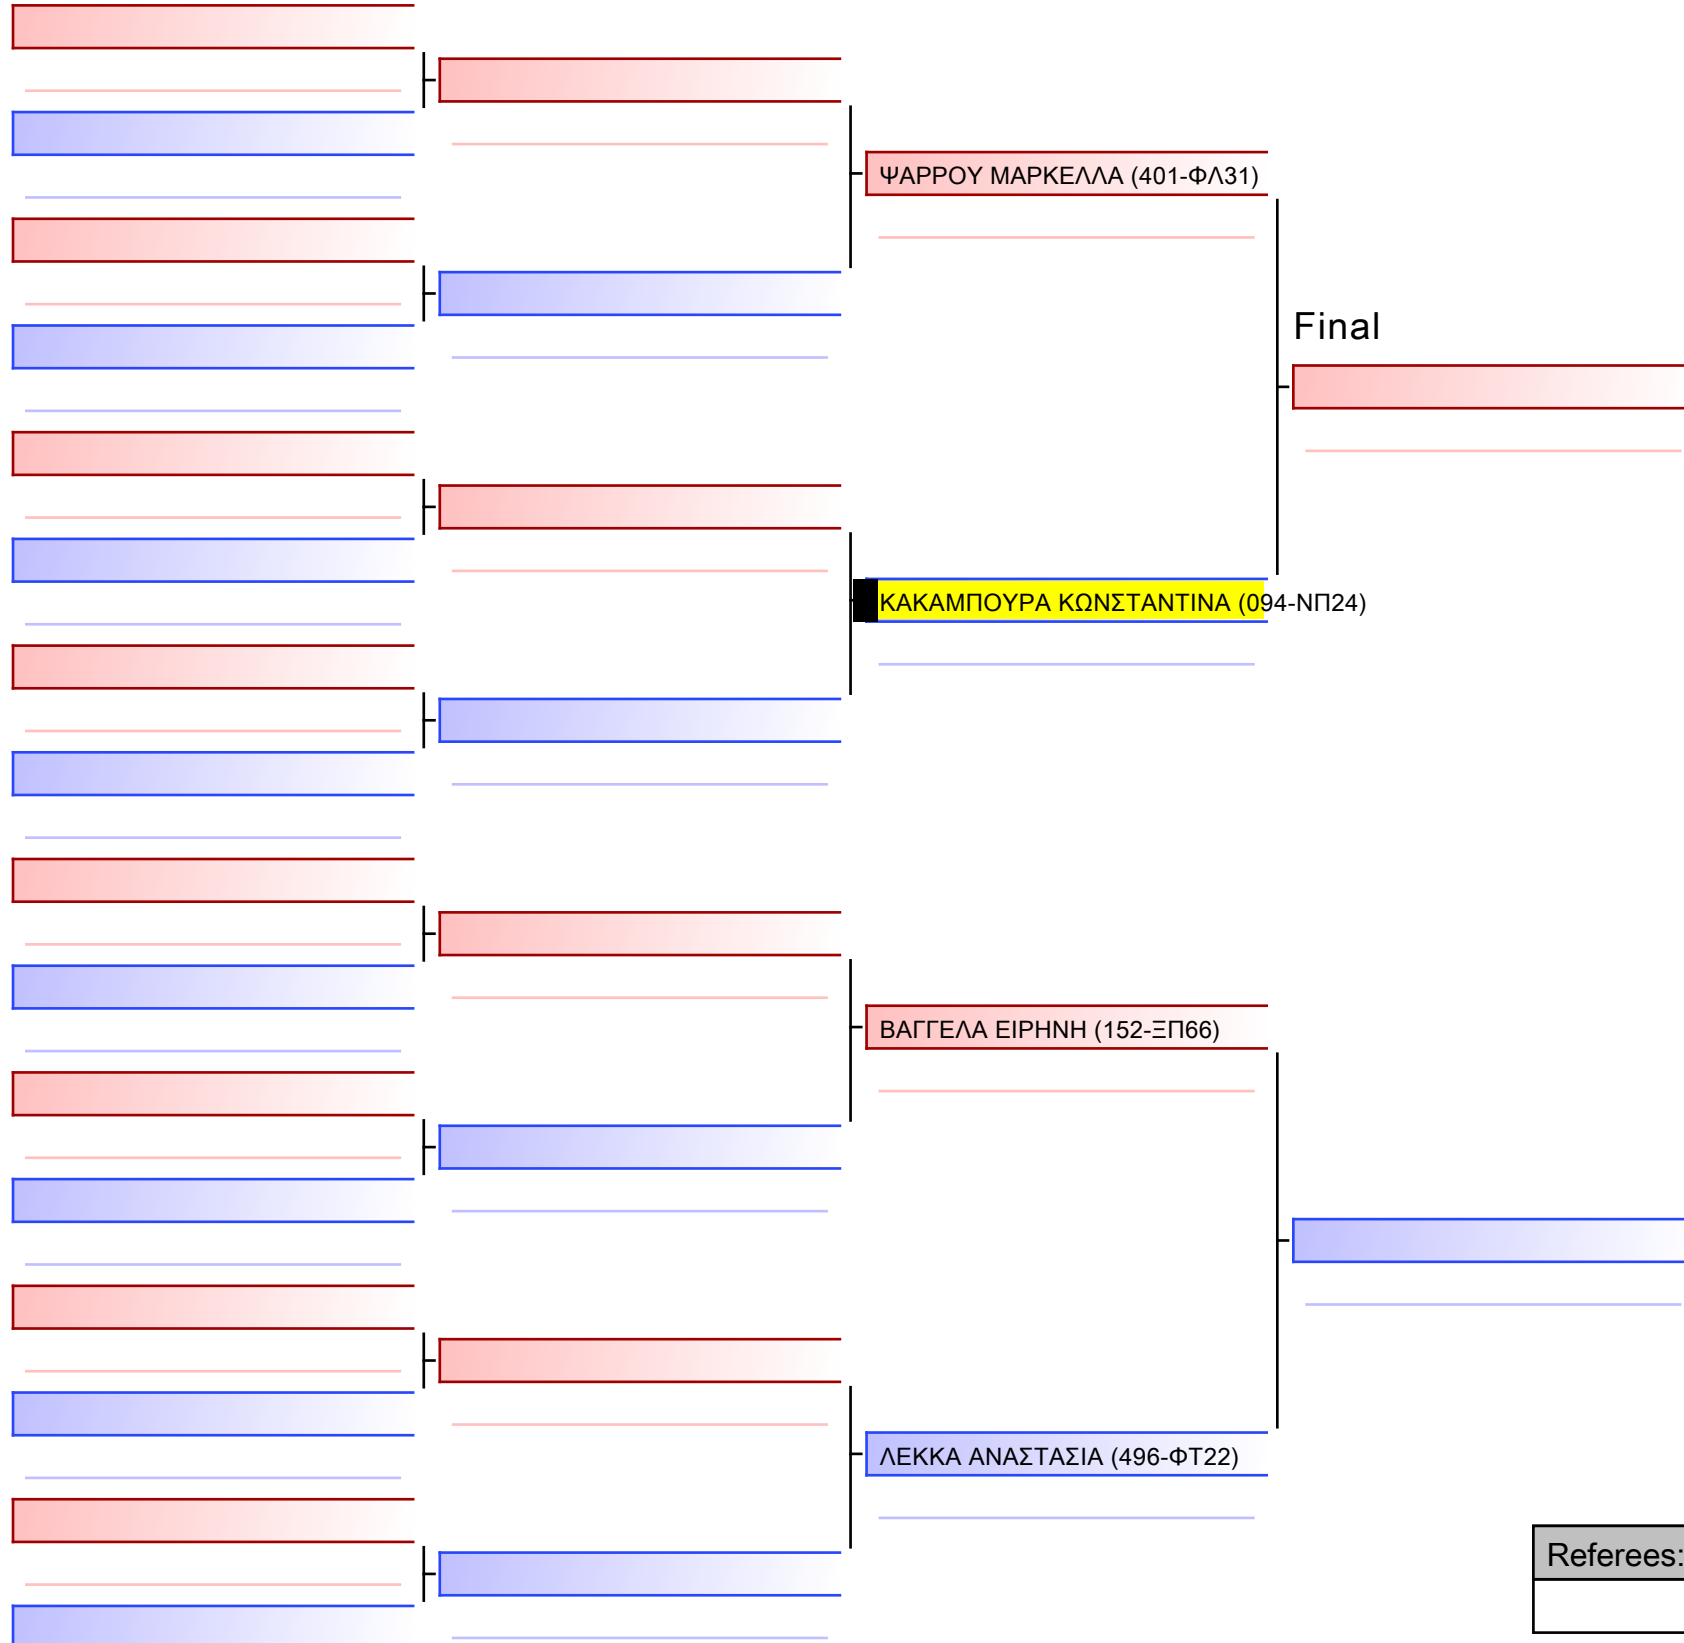 ΨΑΡΡΟΥ ΜΑΡΚΕΛΛΑ (401-ΦΛ31)
Final
ΚΑΚΑΜΠΟΥΡΑ ΚΩΝΣΤΑΝΤΙΝΑ (094-ΝΠ24)
ΒΑΓΓΕΛΑ ΕΙΡΗΝΗ (152-ΞΠ66)
ΛΕΚΚΑ ΑΝΑΣΤΑΣΙΑ (496-ΦΤ22)
Referees: